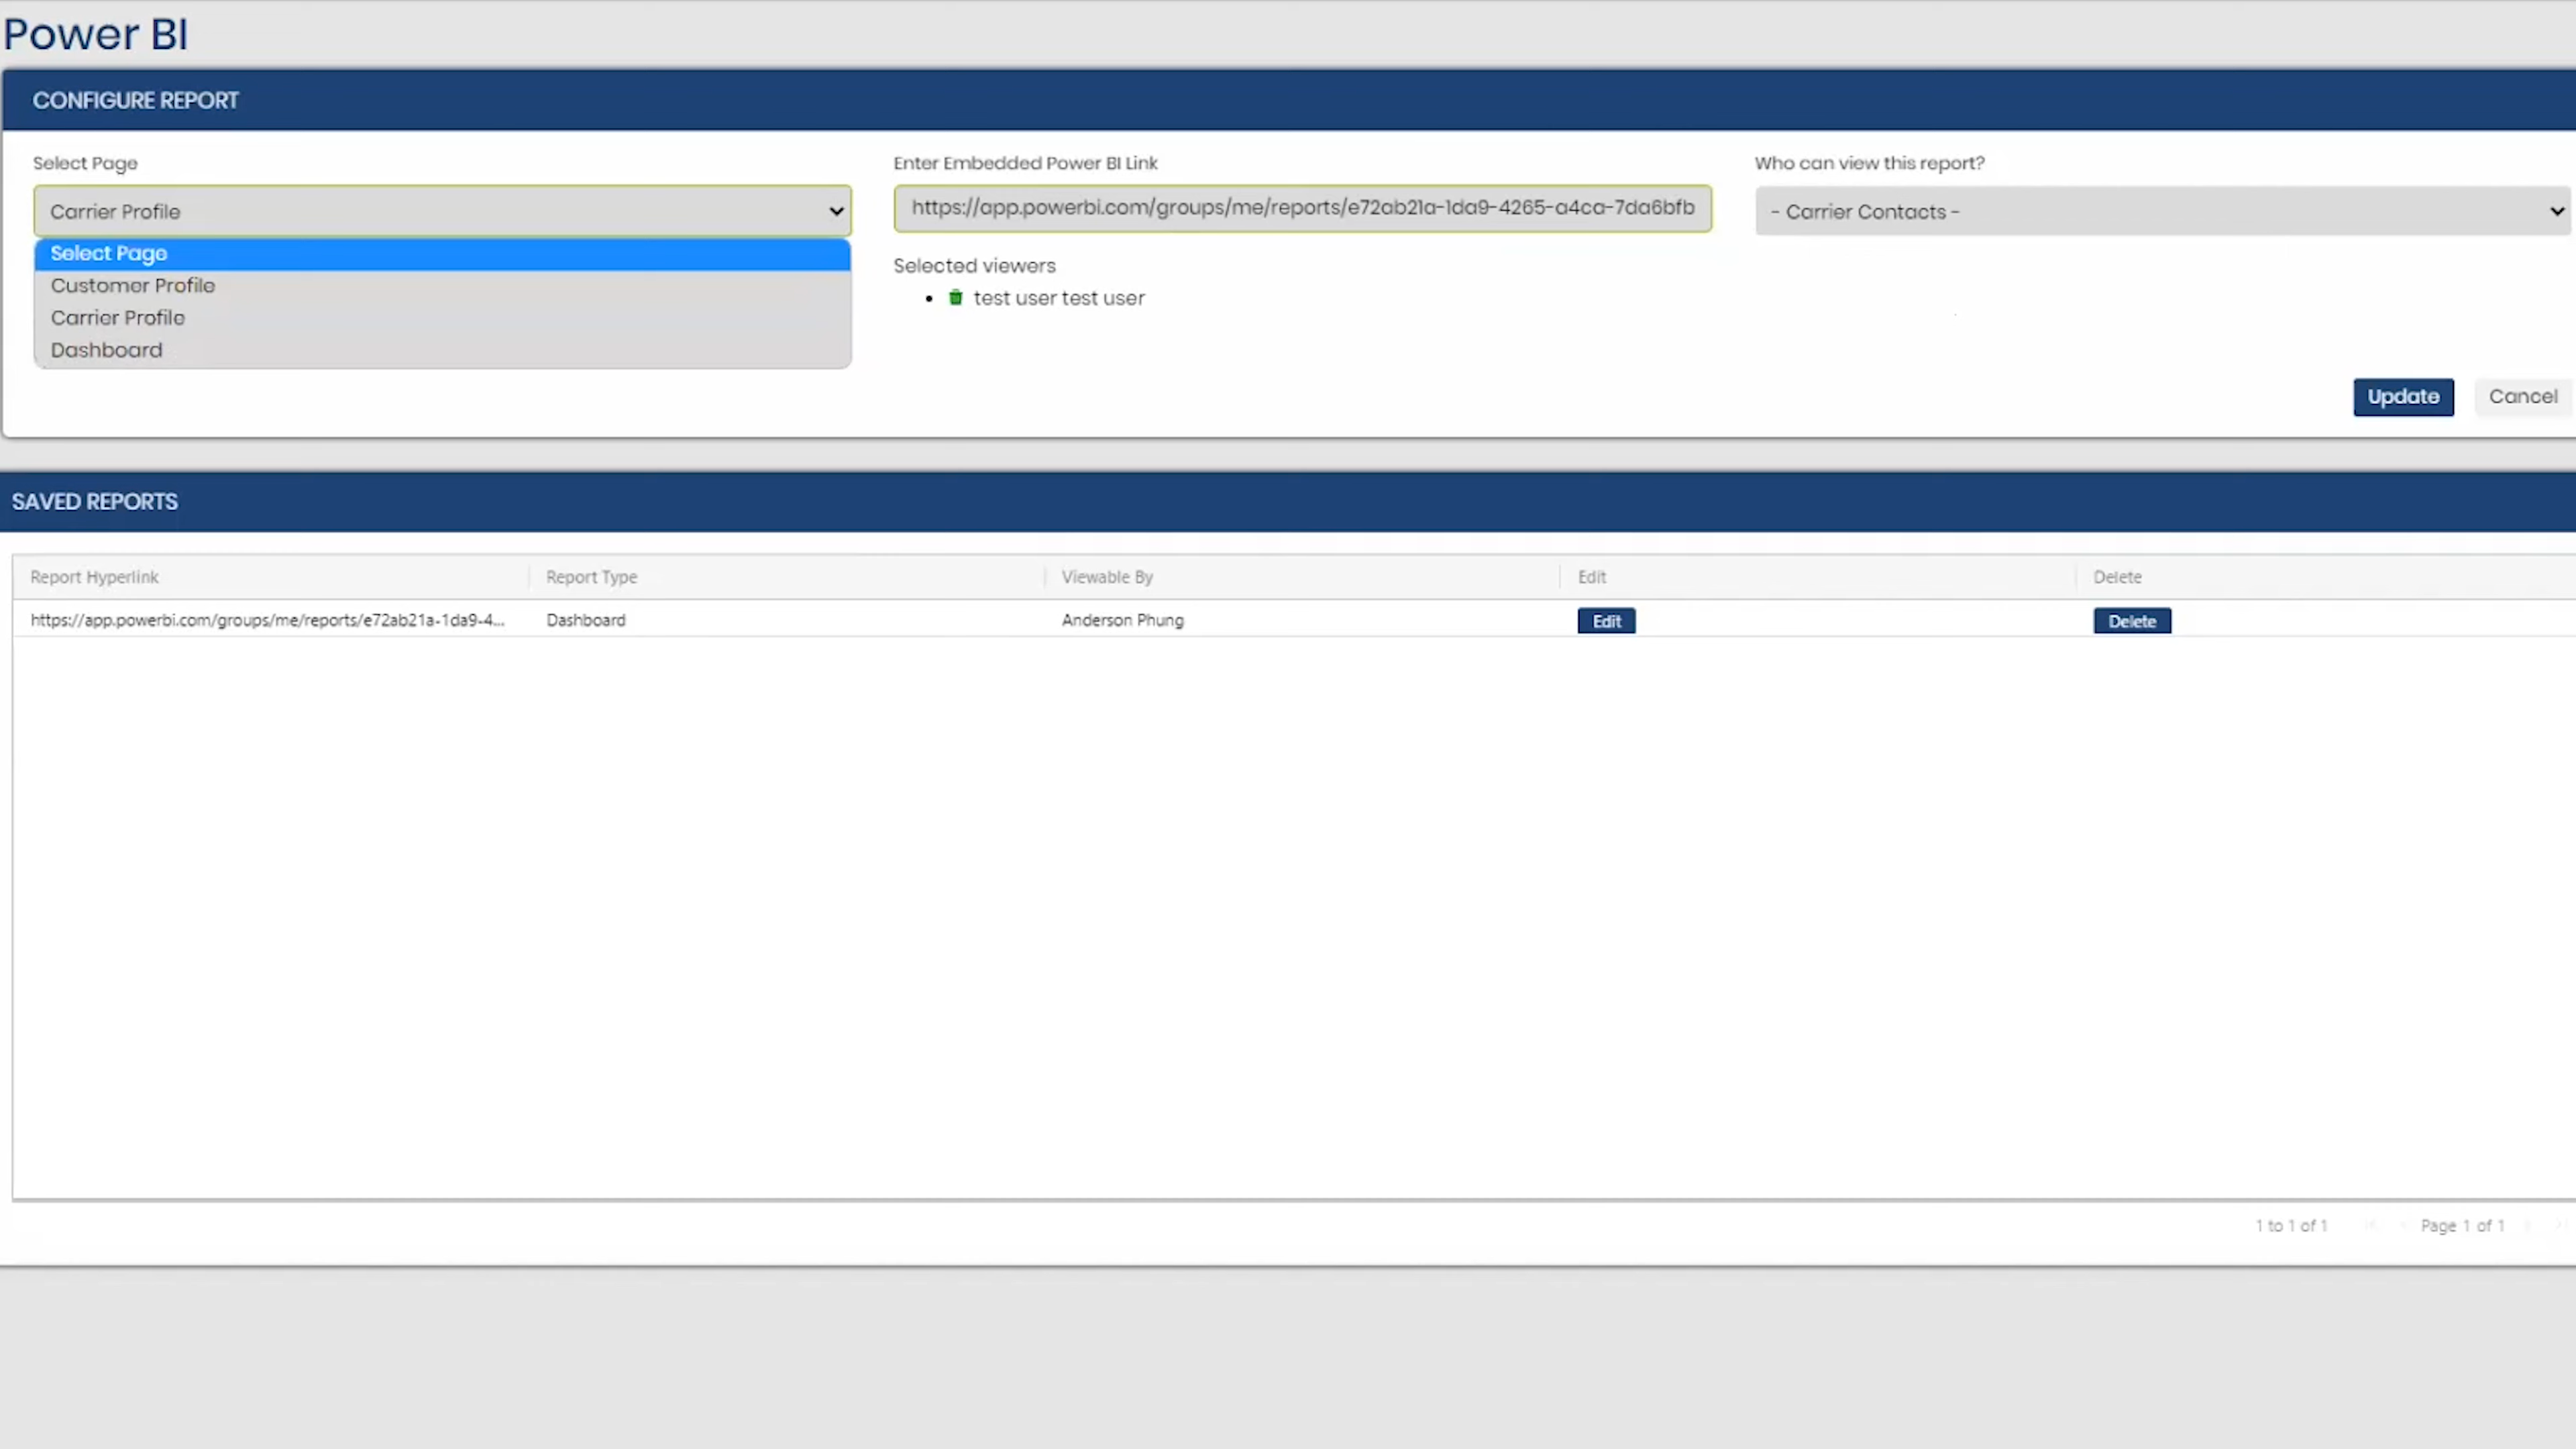 Power BI
CONFIGURE REPORT
Select Page
Enter Embedded Power BI Link
Who can view this report?
Carrier Profile
https://app.powerbi.com/groups/me/reports/e72ab21a-1da9-4265-a4ca-7da6bfb
- Carrier Contacts -
Select Page
Customer Profile
Carrier Profile
Dashboard
Selected viewers
test user test user
Update
Cancel
SAVED REPORTS
Report Hyperlink
Report Type
Viewable By
Edit
Delete
https://app.powerbi.com/groups/me/reports/e72ab21a-1da9-4...
Dashboard
Anderson Phung
Edit
Delete
1 to 1 of 1
Page 1 of 1